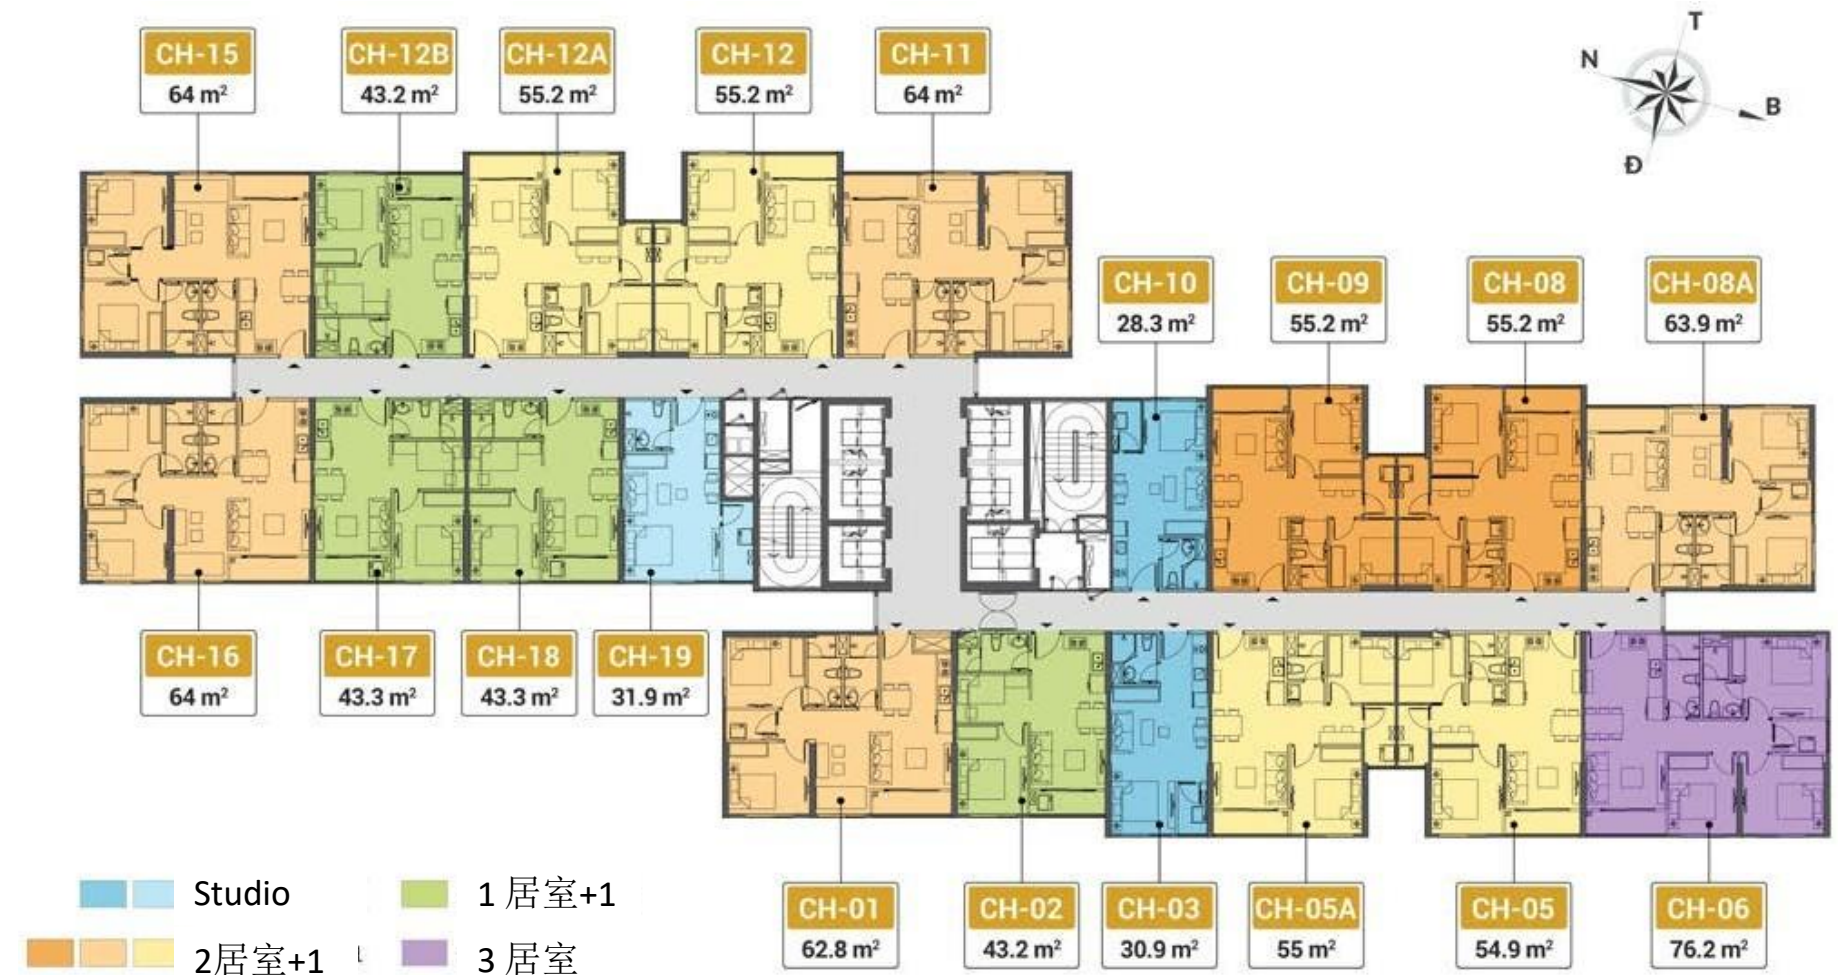 T
N
B
Đ
CH-15
64 m²
CH-12B
43.2 m²
CH-12A
55.2 m²
CH-12
55.2 m²
CH-11
64 m²
CH-10
28.3 m²
CH-09
55.2 m²
CH-08
55.2 m²
CH-08A
63.9 m²
CH-16
64 m²
CH-17
43.3 m²
CH-18
43.3 m²
CH-19
31.9 m²
CH-01
62.8 m²
CH-02
43.2 m²
CH-03
30.9 m²
CH-05A
55 m²
CH-05
54.9 m²
CH-06
76.2 m²
Studio
1 居室+1
2居室+1
3 居室